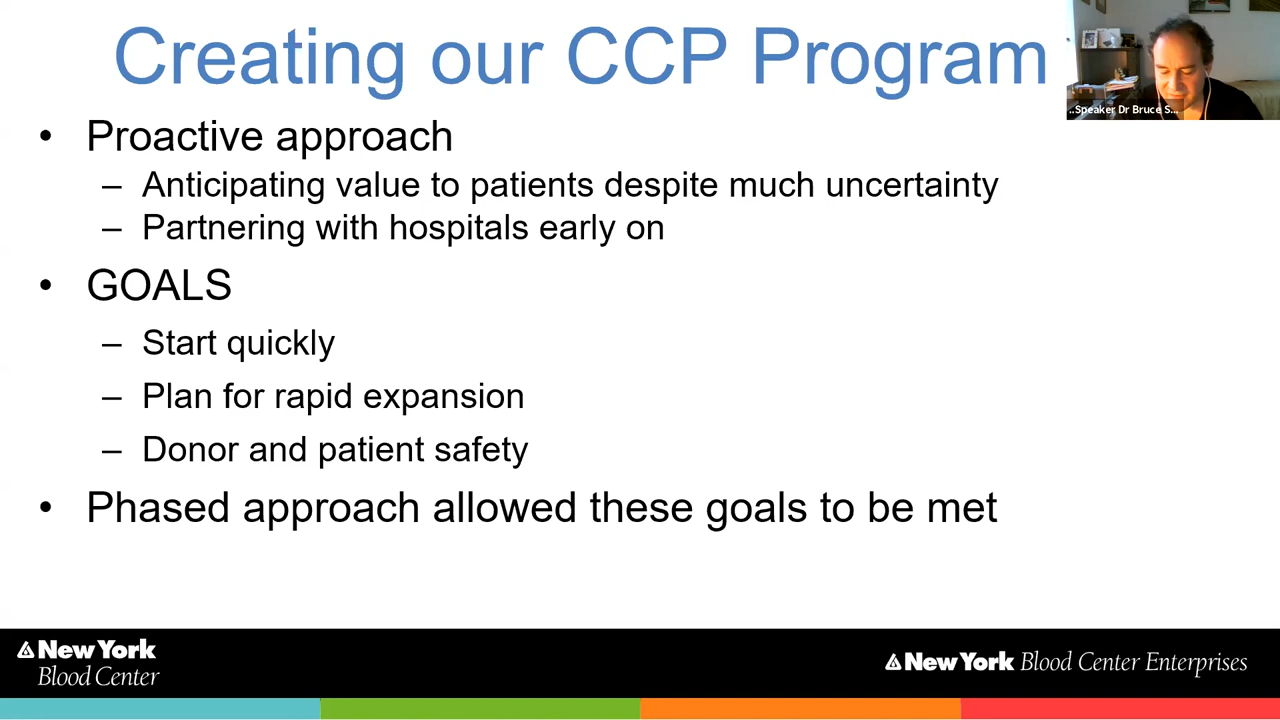 Creating our CCP Program
..Speaker Dr Bruce S...
• Proactive approach
– Anticipating value to patients despite much uncertainty
– Partnering with hospitals early on
• GOALS
– Start quickly
– Plan for rapid expansion
– Donor and patient safety
• Phased approach allowed these goals to be met
New York
Blood Center
New York Blood Center Enterprises